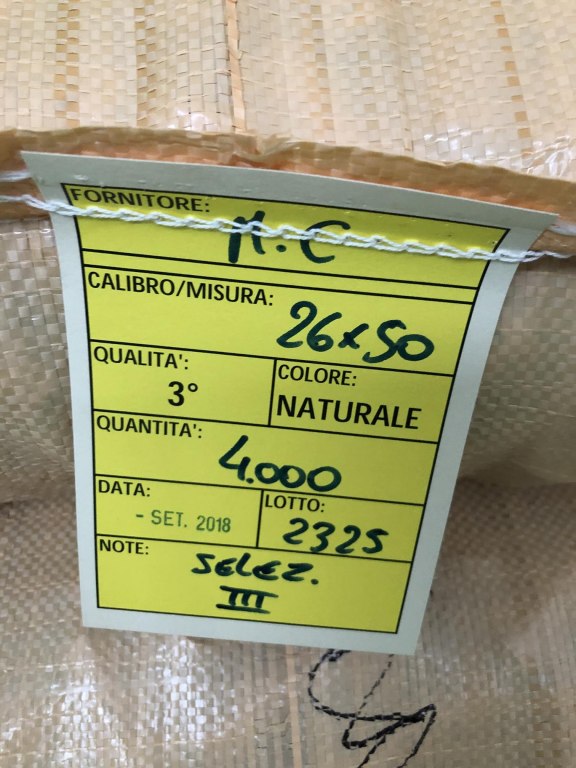 FORNITORE:
M.C
CALIBRO/MISURA:
26x50
QUALITA':
3°
COLORE:
NATURALE
QUANTITA':
4.000
DATA:
- SET. 2018
LOTTO:
2325
NOTE:
SELEZ.
III